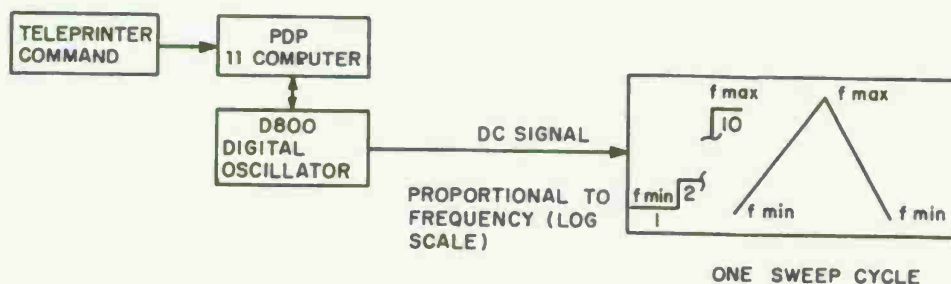 TELEPRINTER
COMMAND
PDP
11 COMPUTER
D800
DIGITAL
OSCILLATOR
DC SIGNAL
PROPORTIONAL TO
FREQUENCY (LOG
SCALE)
f max
10
f min
1
2
f max
f min
f min
ONE SWEEP CYCLE